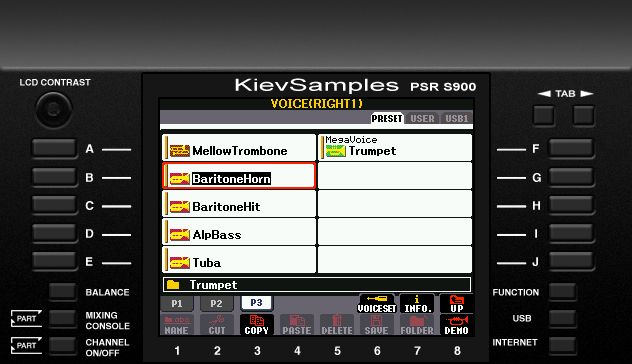 LCD CONTRAST
KievSamples PSR S900
◄ TAB ►
VOICE(RIGHT1)
PRESET USER USB1
A MellowTrombone
MegaVoice
Trumpet F
B BaritoneHorn G
C BaritoneHit H
D AlpBass I
E Tuba J
Trumpet
BALANCE
P1 P2 P3
VOICESET INFO. UP
FUNCTION
PART
MIXING
CONSOLE
NAME CUT COPY PASTE DELETE SAVE FOLDER DEMO
USB
PART
CHANNEL
ON/OFF
INTERNET
1 2 3 4 5 6 7 8